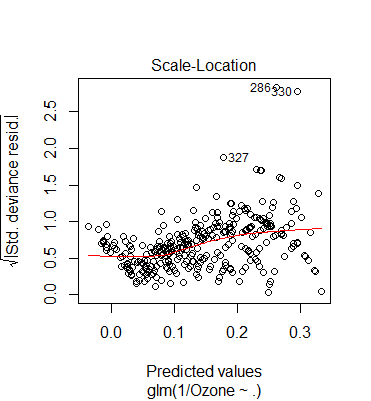 Scale-Location
√|Std. deviance resid.|
2.5
2.0
1.5
1.0
0.5
0.0
286
330
327
0.0 0.1 0.2 0.3
Predicted values
glm(1/Ozone ~ .)